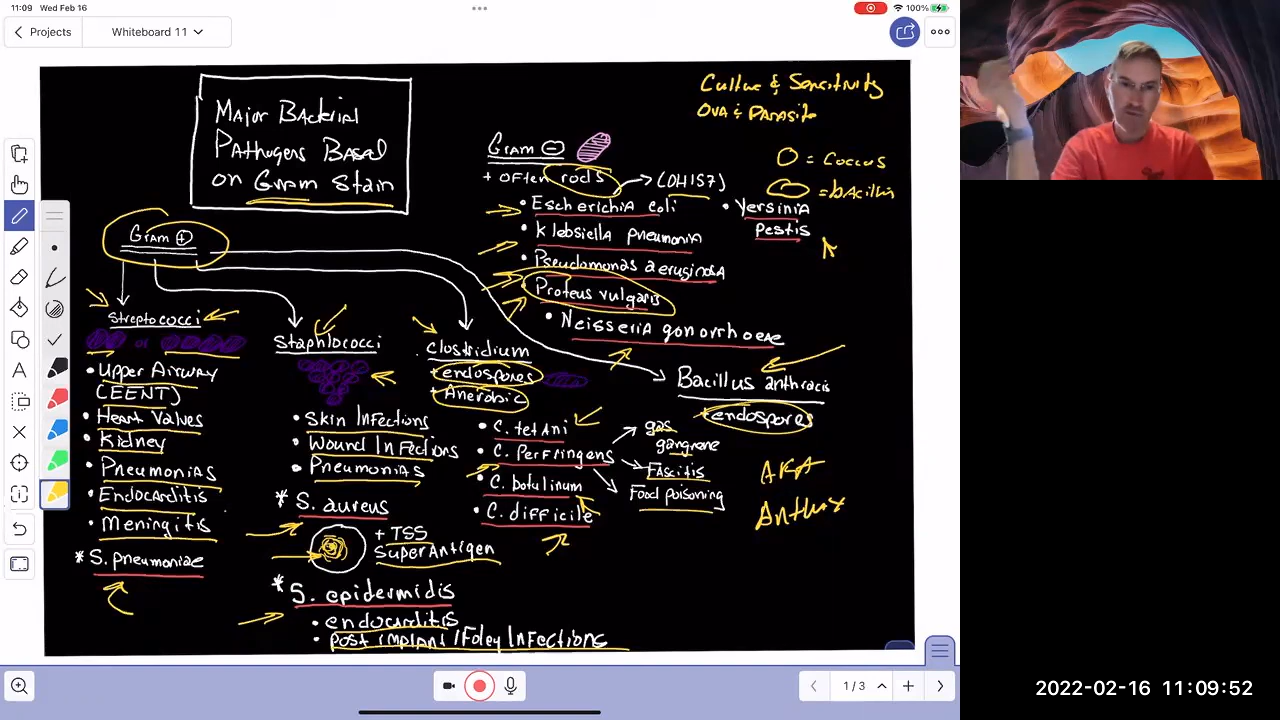 11:09 Wed Feb 16
100%
Projects
Whiteboard 11
Major Bacterial
Pathogens Based
on Gram Stain
Culture & Sensitivity
Ova & Parasite
= Coccus
= bacillus
Gram ⊖
+ often rods
(OH157)
• Escherichia coli
• Klebsiella pneumonia
• Pseudomonas aeruginosa
• Proteus vulgaris
• Neisseria gonorrhoeae
• Yersinia
pestis
Gram ⊕
Streptococci
or
• Upper Airway
(EENT)
• Heart Valves
• Kidney
• Pneumonias
• Endocarditis
• Meningitis
* S. pneumoniae
Staphlococci
• Skin Infections
• Wound Infections
• Pneumonias
* S. aureus
+ TSS
SuperAntigen
* S. epidermidis
• endocarditis
• post implant/Foley Infections
Clostridium
+ endospores
+ Anerobic
• C. tetani
• C. perfringens
• C. botulinum
• C. difficile
gas
gangrene
Fascitis
Food poisoning
Bacillus anthracis
+ endospores
AKA
Anthrax
1/3
2022-02-16 11:09:52